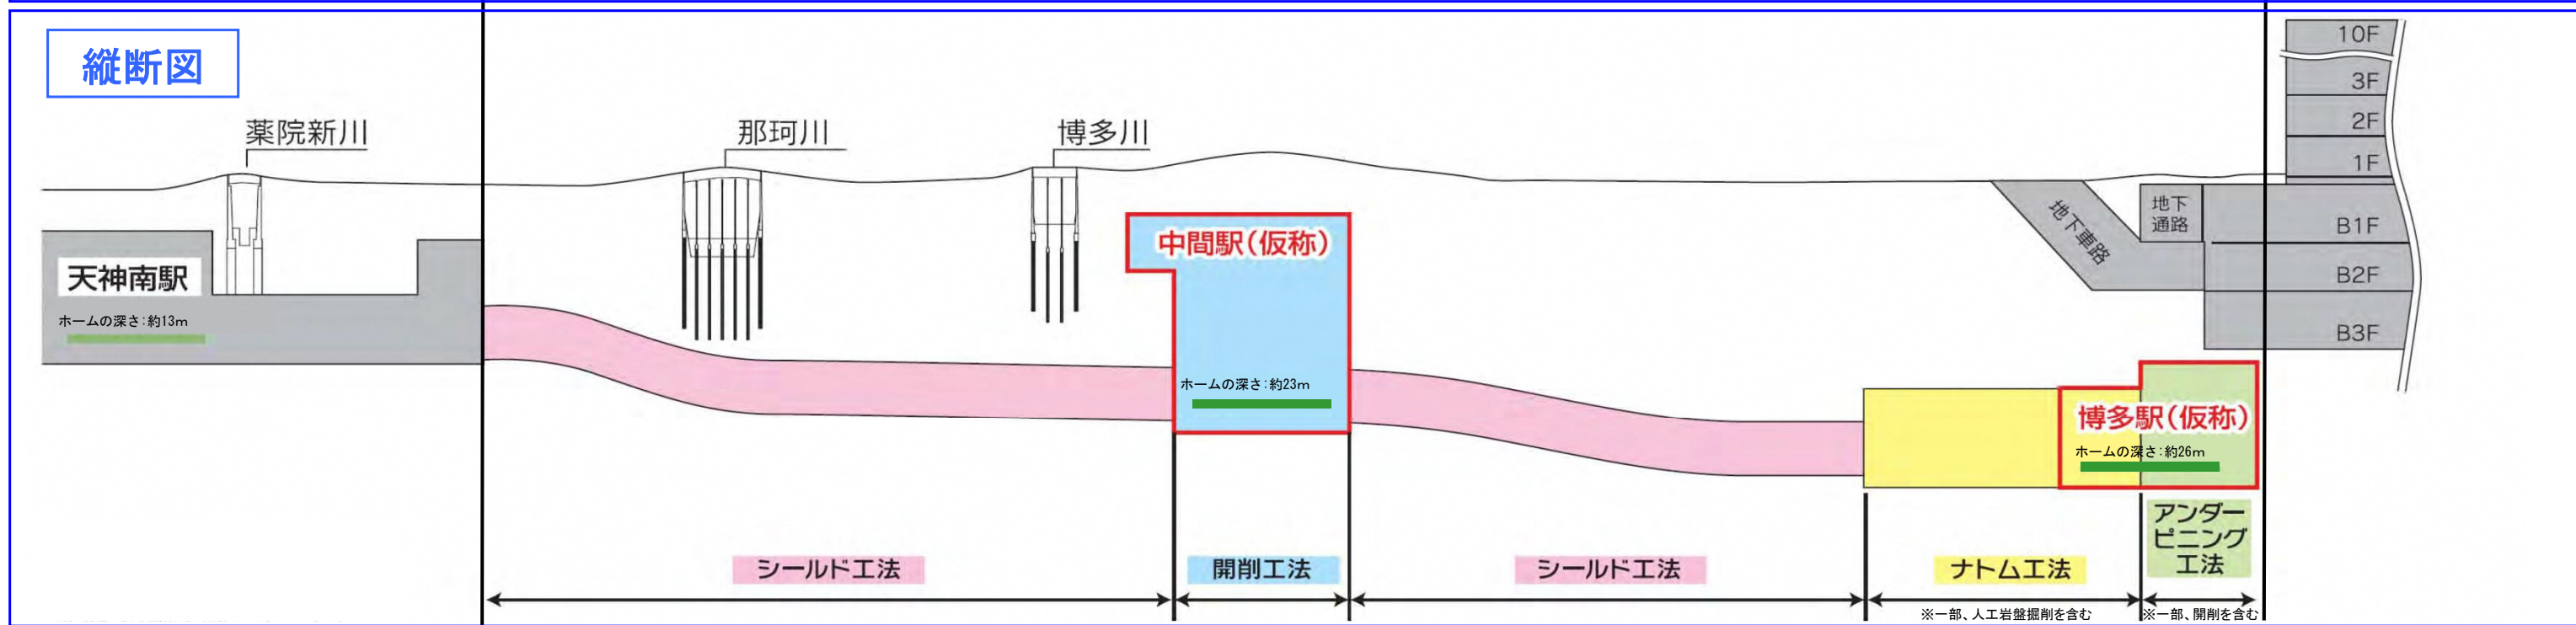 縦断図
薬院新川
那珂川
博多川
10F
3F
2F
1F
地下
通路
地下車路
B1F
B2F
B3F
天神南駅
ホームの深さ:約13m
中間駅(仮称)
ホームの深さ:約23m
博多駅(仮称)
ホームの深さ:約26m
シールド工法
開削工法
シールド工法
ナトム工法
アンダー
ピニング
工法
※一部、人工岩盤掘削を含む
※一部、開削を含む